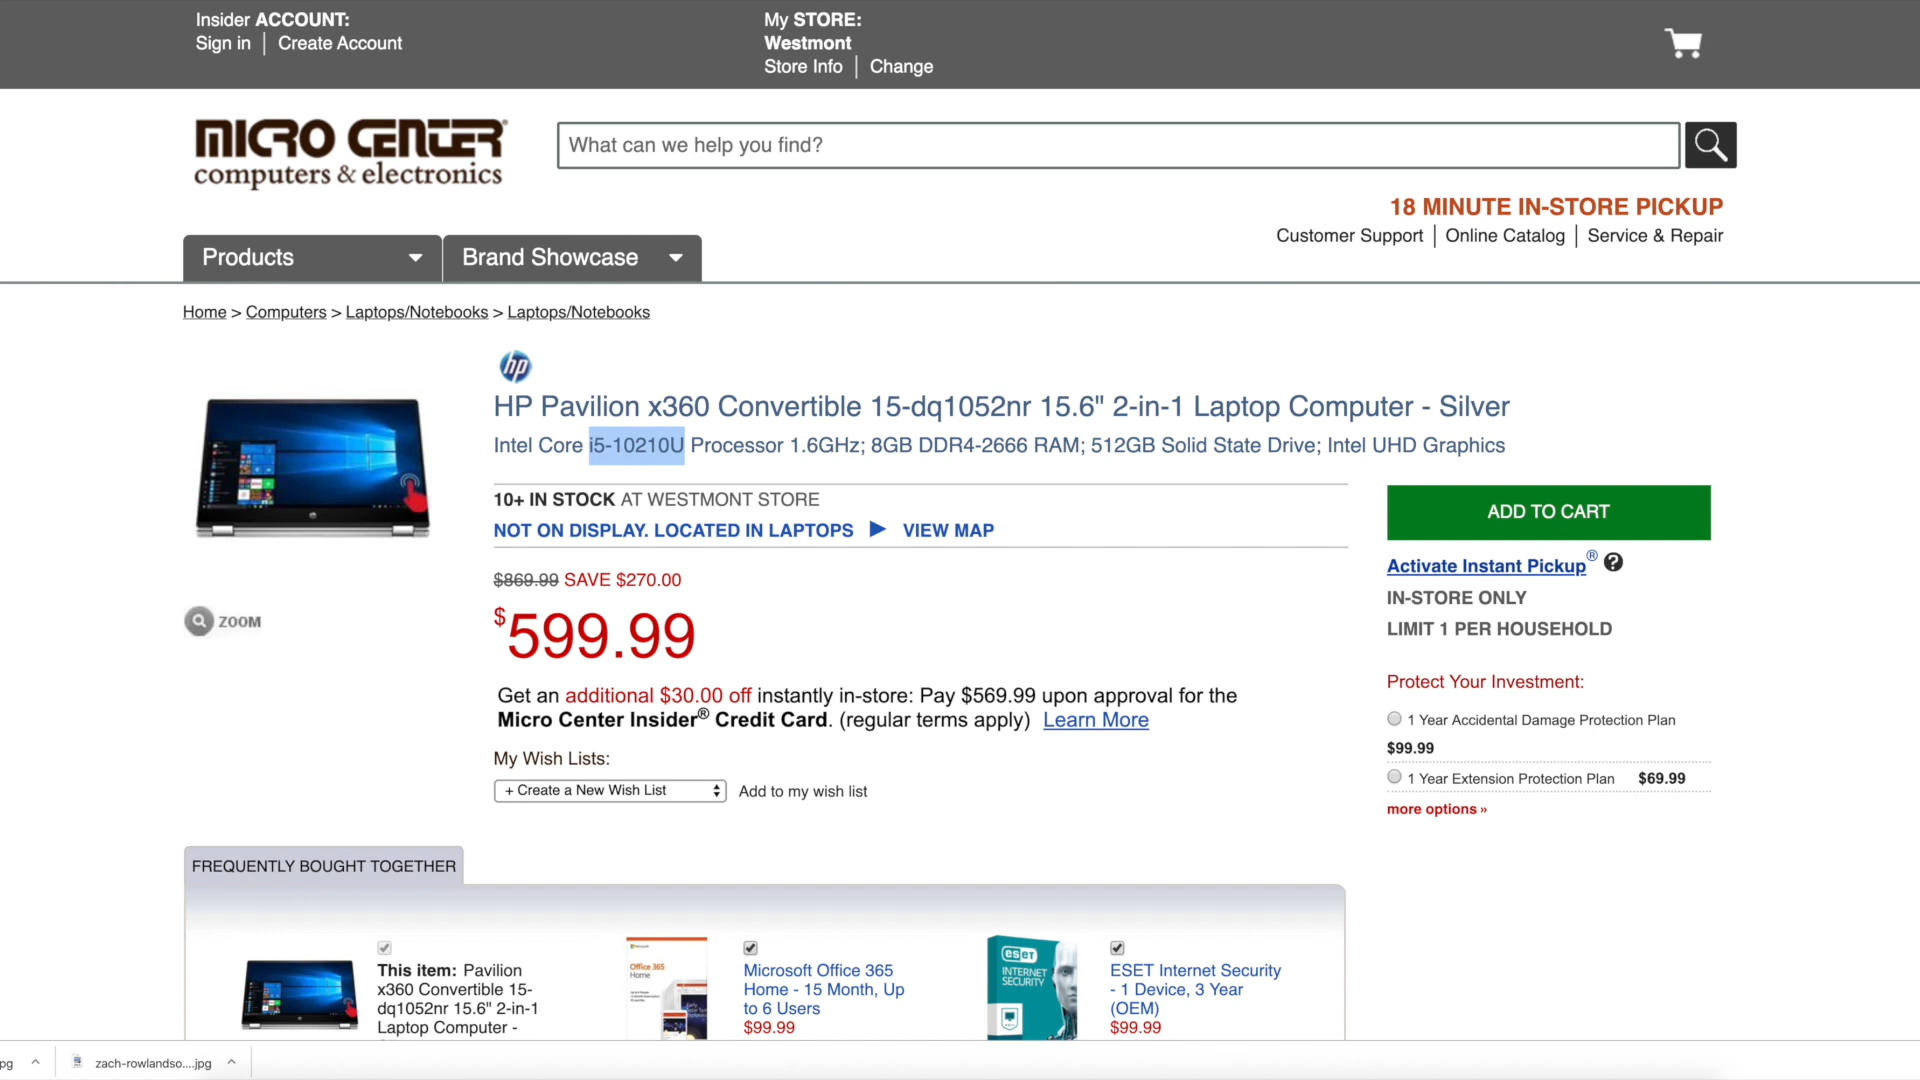 Insider ACCOUNT:
Sign in | Create Account
My STORE:
Westmont
Store Info | Change
MICRO CENTER
computers & electronics
What can we help you find?
18 MINUTE IN-STORE PICKUP
Customer Support | Online Catalog | Service & Repair
Products
Brand Showcase
Home > Computers > Laptops/Notebooks > Laptops/Notebooks
hp
HP Pavilion x360 Convertible 15-dq1052nr 15.6" 2-in-1 Laptop Computer - Silver
Intel Core i5-10210U Processor 1.6GHz; 8GB DDR4-2666 RAM; 512GB Solid State Drive; Intel UHD Graphics
10+ IN STOCK AT WESTMONT STORE
NOT ON DISPLAY. LOCATED IN LAPTOPS ▶ VIEW MAP
$869.99 SAVE $270.00
$599.99
Get an additional $30.00 off instantly in-store: Pay $569.99 upon approval for the
Micro Center Insider® Credit Card. (regular terms apply) Learn More
My Wish Lists:
+ Create a New Wish List
Add to my wish list
ZOOM
ADD TO CART
Activate Instant Pickup® ?
IN-STORE ONLY
LIMIT 1 PER HOUSEHOLD
Protect Your Investment:
1 Year Accidental Damage Protection Plan
$99.99
1 Year Extension Protection Plan $69.99
more options »
FREQUENTLY BOUGHT TOGETHER
This item: Pavilion
x360 Convertible 15-
dq1052nr 15.6" 2-in-1
Laptop Computer -
Microsoft
Office 365
Home
Microsoft Office 365
Home - 15 Month, Up
to 6 Users
$99.99
eset
INTERNET
SECURITY
ESET Internet Security
- 1 Device, 3 Year
(OEM)
$99.99
pg
zach-rowlandso....jpg